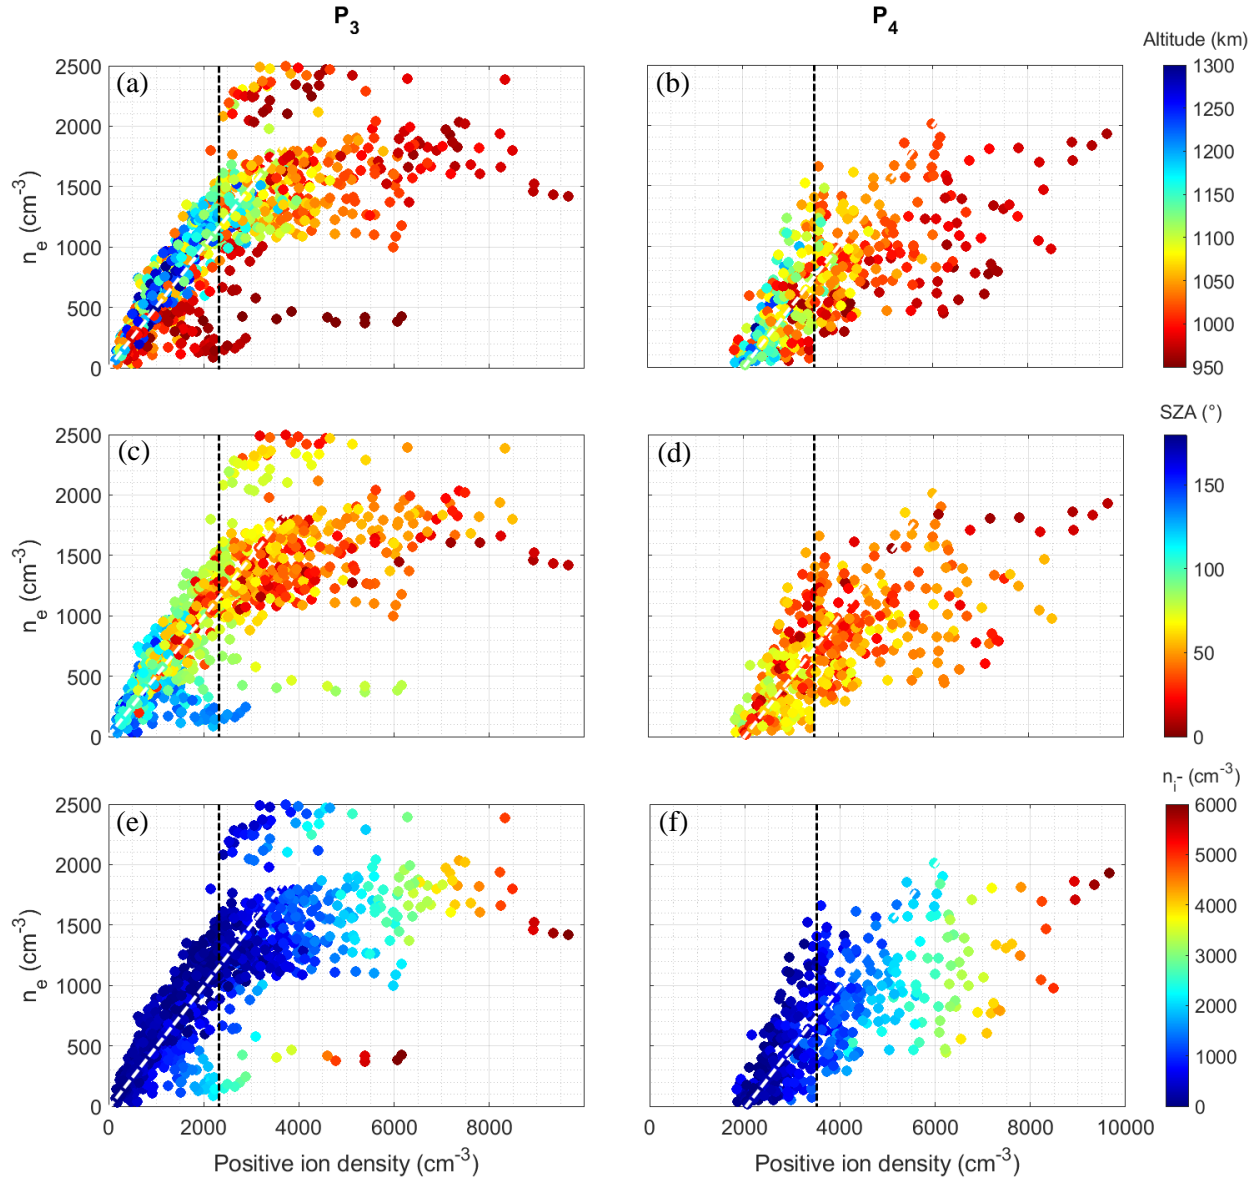 P3 P4
Altitude (km)
(a) (b)
2500 2000 1500 1000 500 0
ne (cm-3)
1300 1250 1200 1150 1100 1050 1000 950
SZA (°)
(c) (d)
2500 2000 1500 1000 500 0
ne (cm-3)
150 100 50 0
ni- (cm-3)
(e) (f)
2500 2000 1500 1000 500 0
ne (cm-3)
6000 5000 4000 3000 2000 1000 0
0 2000 4000 6000 8000
0 2000 4000 6000 8000 10000
Positive ion density (cm-3) Positive ion density (cm-3)